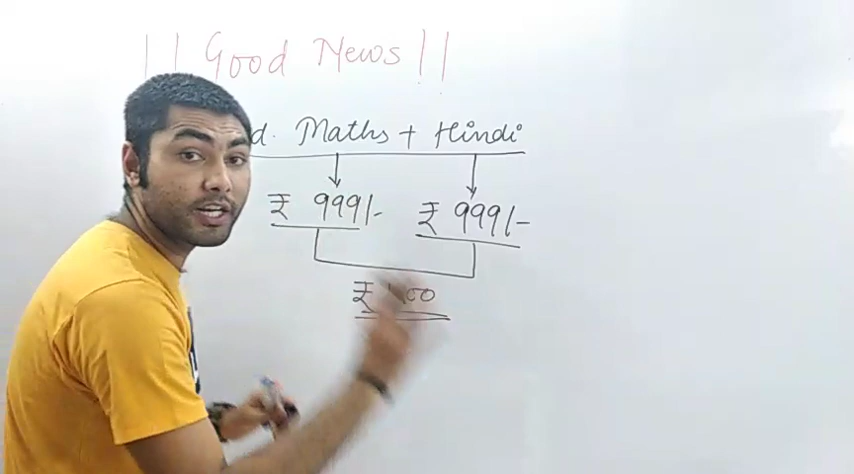 !! Good News !!
d. Maths + Hindi
₹ 999/- ₹ 999/-
₹